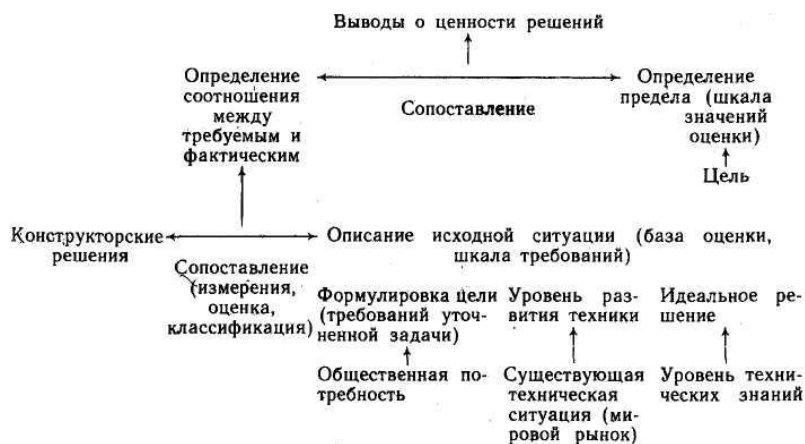 Выводы о ценности решений
Определение
соотношения
между
требуемым и
фактическим
Сопоставление
Определение
предела (шкала
значений
оценки)
Цель
Конструкторские
решения
Сопоставление
(измерения,
оценка,
классификация)
Описание исходной ситуации (база оценки,
шкала требований)
Формулировка цели
(требований уточ-
ненной задачи)
Уровень раз-
вития техники
Идеальное ре-
шение
Общественная по-
требность
Существующая
техническая
ситуация (ми-
ровой рынок)
Уровень техни-
ческих знаний